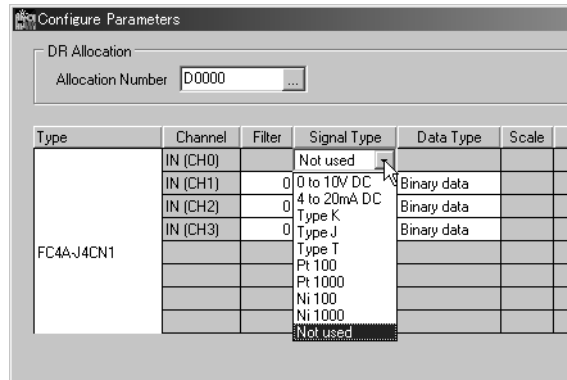 Configure Parameters
DR Allocation
Allocation Number D0000 ...
Type Channel Filter Signal Type Data Type Scale
IN (CH0) Not used
IN (CH1) 0 0 to 10V DC Binary data
IN (CH2) 0 4 to 20mA DC Binary data
Type K
IN (CH3) 0 Type J Binary data
FC4A-J4CN1 Type T
Pt 100
Pt 1000
Ni 100
Ni 1000
Not used